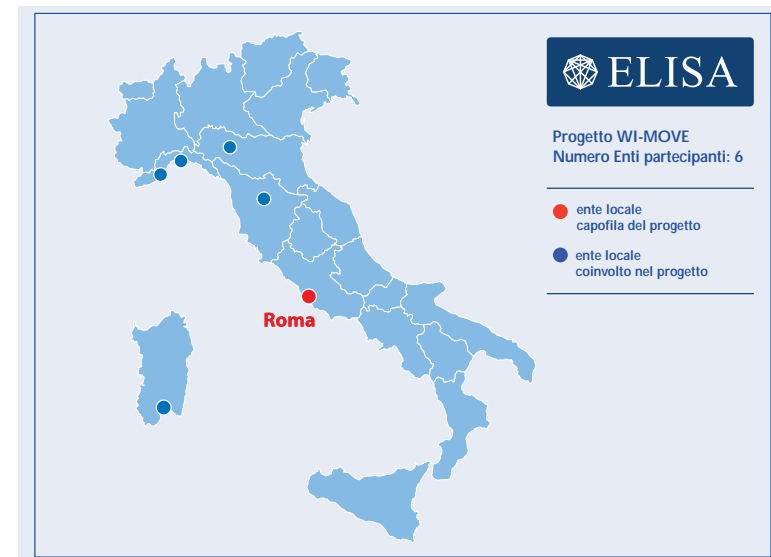 ELISA
Progetto WI-MOVE
Numero Enti partecipanti: 6
ente locale
capofila del progetto
ente locale
coinvolto nel progetto
Roma